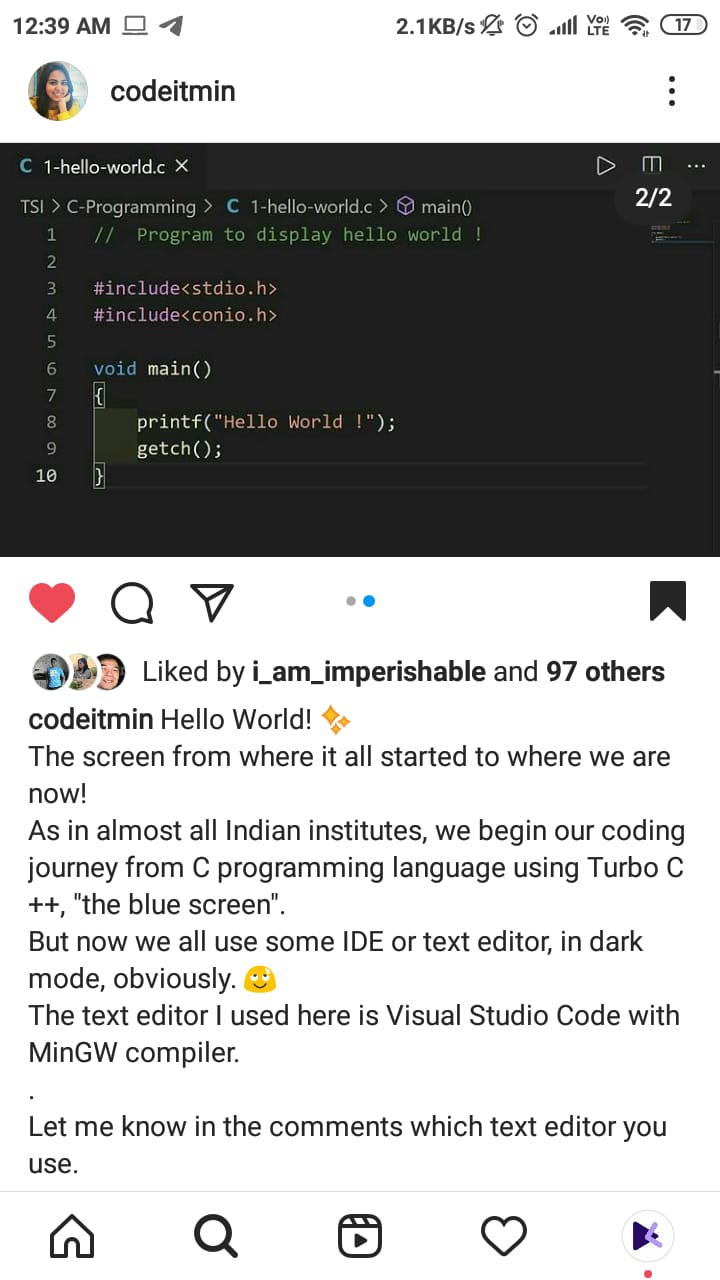 12:39 AM 2.1KB/s Vo) LTE 17
codeitmin
C 1-hello-world.c
TSI > C-Programming > C 1-hello-world.c > main()
2/2
1 // Program to display hello world !
2
3 #include<stdio.h>
4 #include<conio.h>
5
6 void main()
7 {
8 printf("Hello World !");
9 getch();
10 }
Liked by i_am_imperishable and 97 others
codeitmin Hello World! ✨
The screen from where it all started to where we are
now!
As in almost all Indian institutes, we begin our coding
journey from C programming language using Turbo C
++, "the blue screen".
But now we all use some IDE or text editor, in dark
mode, obviously. 🙄
The text editor I used here is Visual Studio Code with
MinGW compiler.
.
Let me know in the comments which text editor you
use.